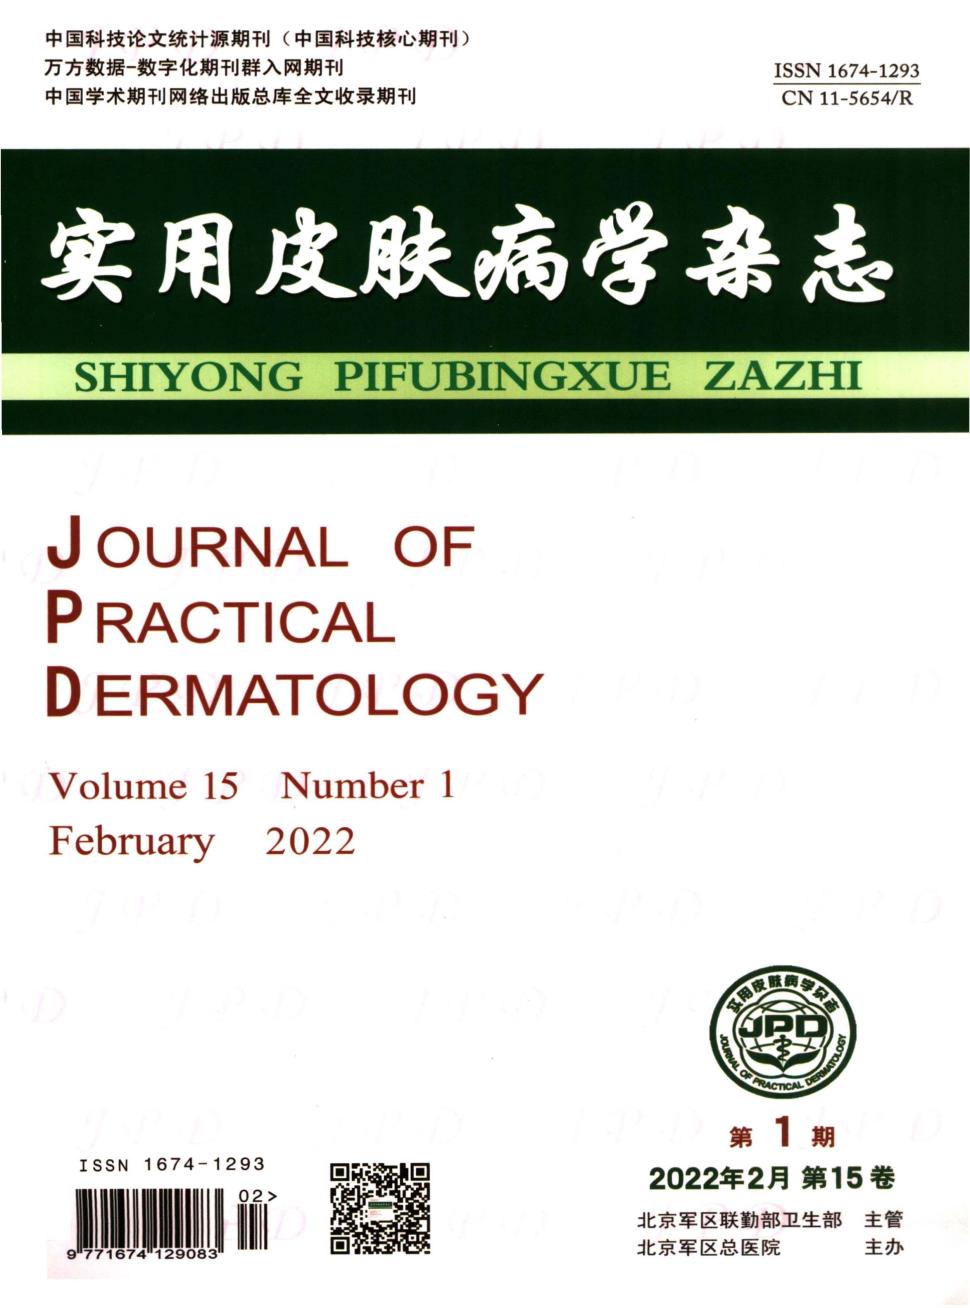 中国科技论文统计源期刊（中国科技核心期刊）
万方数据-数字化期刊群入网期刊
中国学术期刊网络出版总库全文收录期刊
ISSN 1674-1293
CN 11-5654/R
实用皮肤病学杂志
SHIYONG PIFUBINGXUE ZAZHI
JOURNAL OF
PRACTICAL
DERMATOLOGY
Volume 15 Number 1
February 2022
实用皮肤病学杂志
JPD
JOURNAL OF PRACTICAL DERMATOLOGY
第 1 期
2022年2月 第15卷
北京军区联勤部卫生部 主管
北京军区总医院 主办
ISSN 1674-1293
02>
9 771674 129083